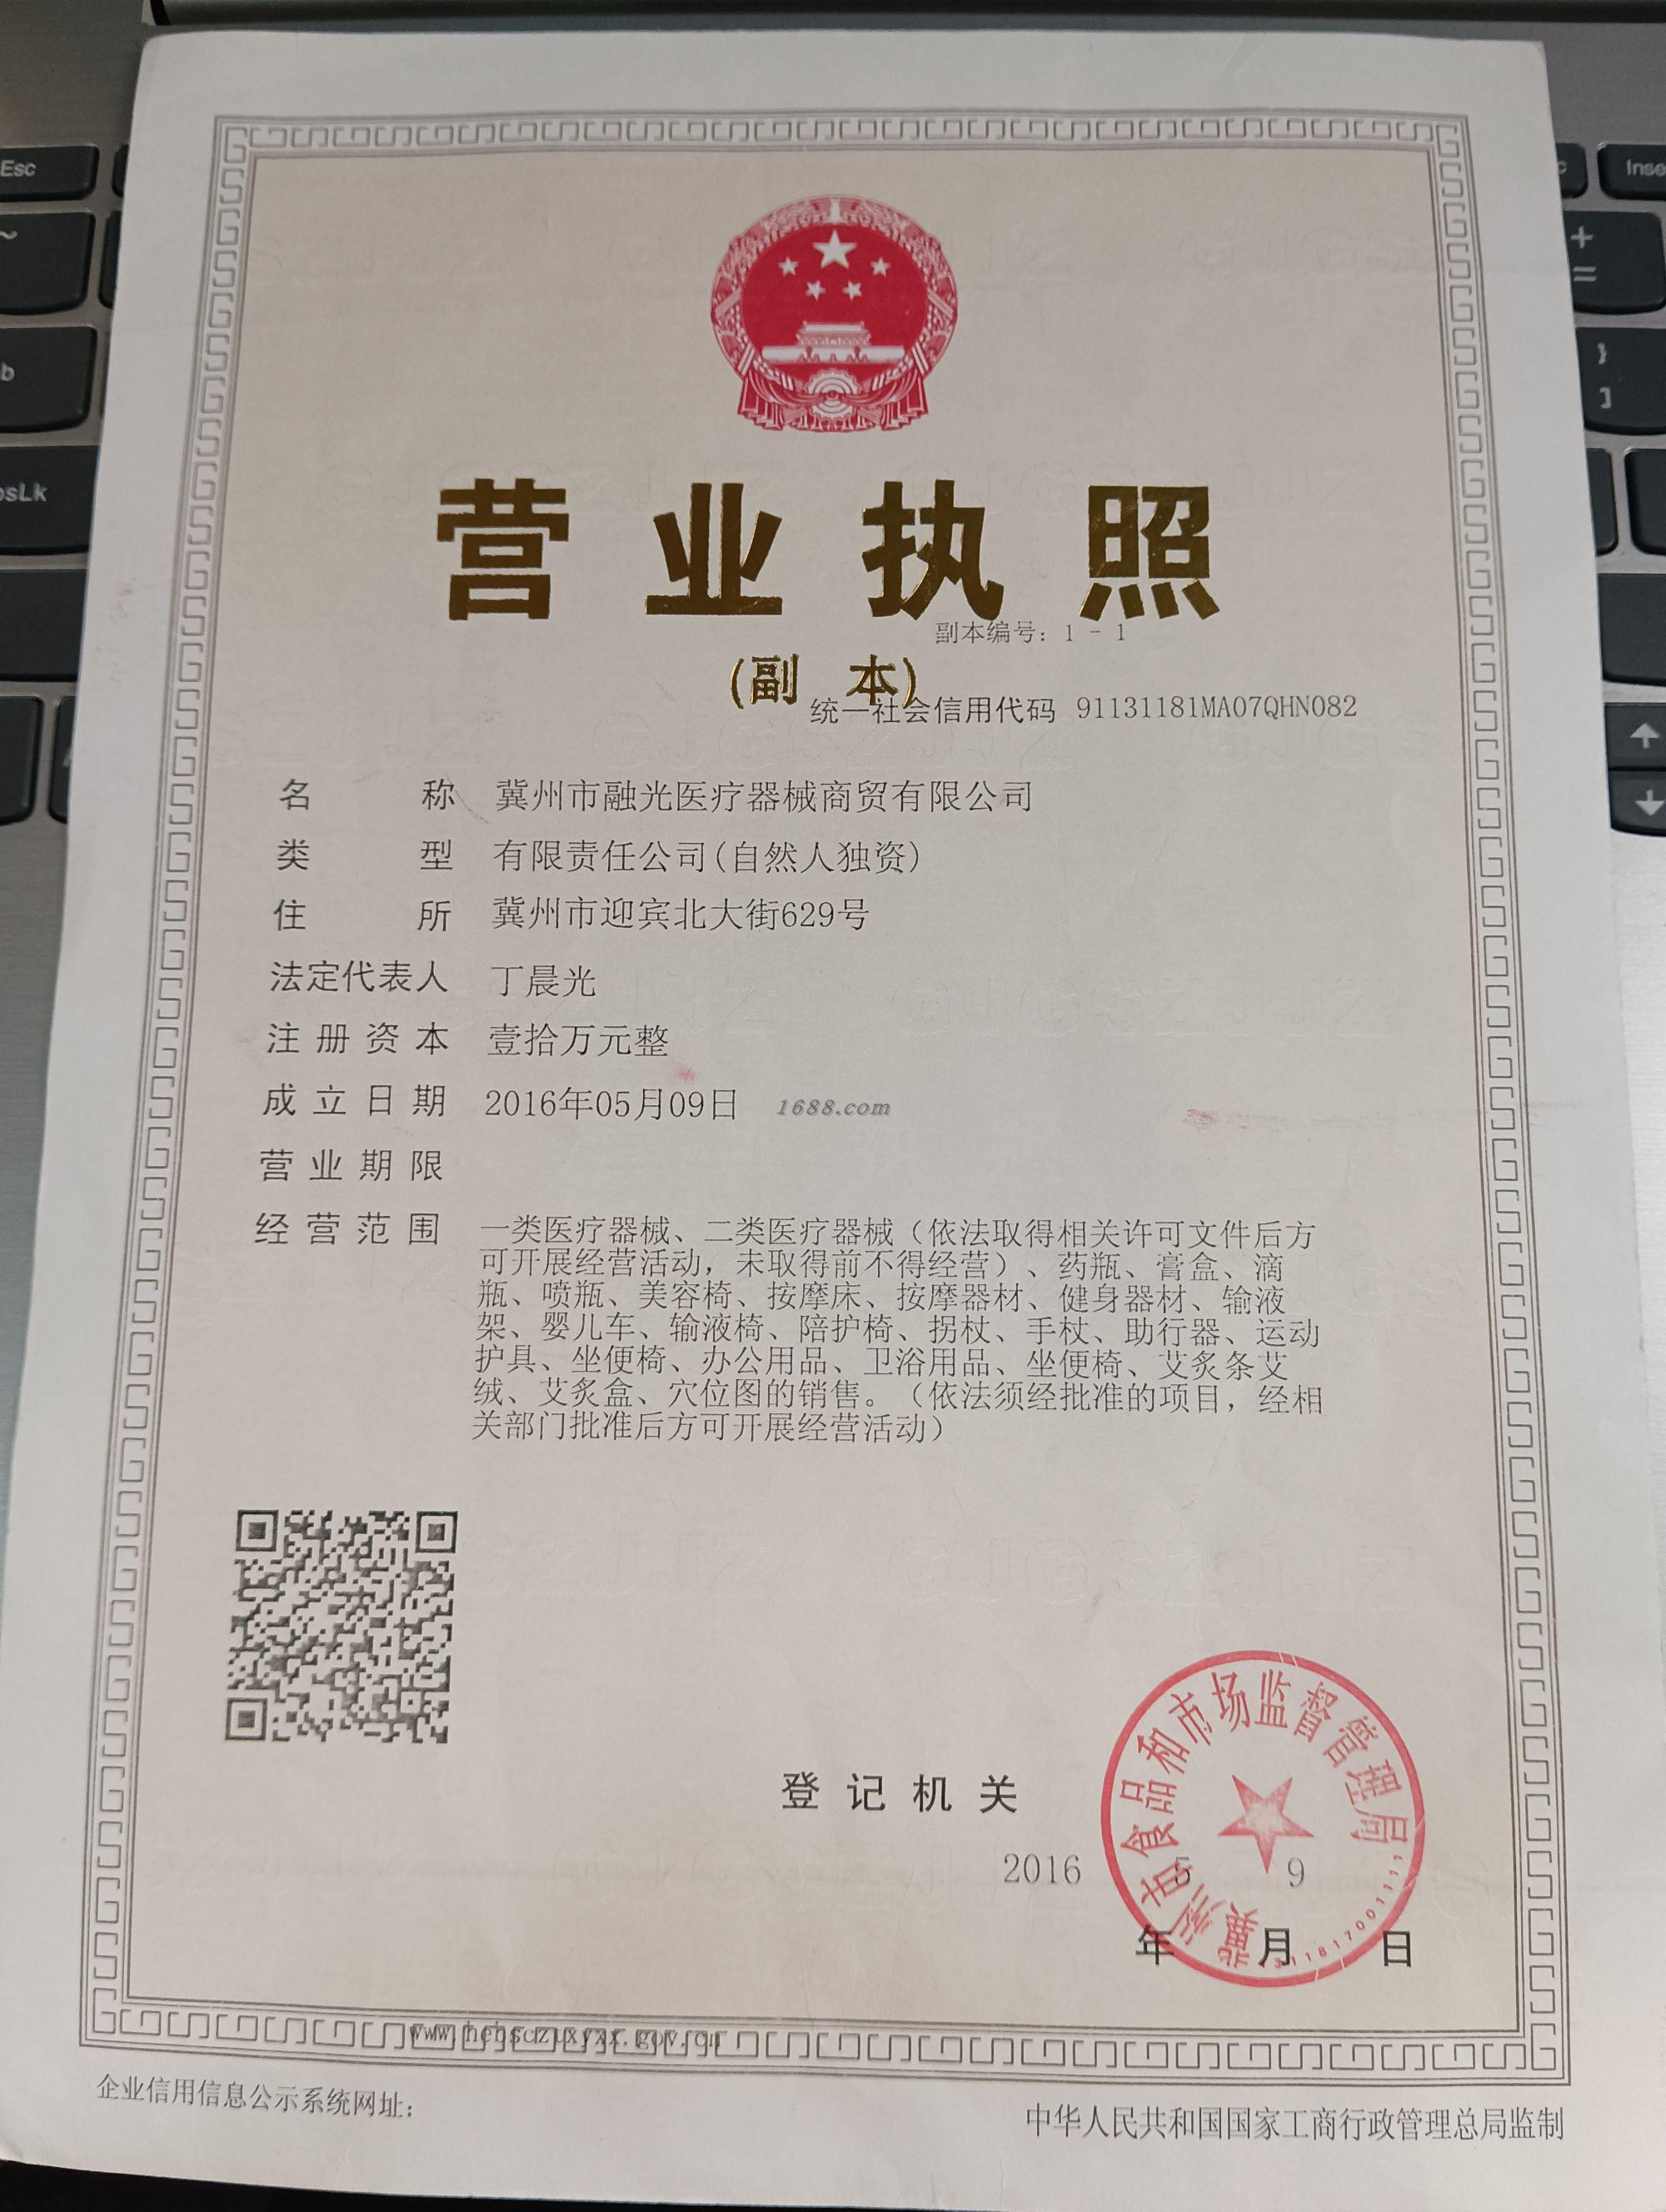 Esc
Inse
~
+
=
b
}
]
osLk
营业执照
副本编号：1－1
(副本)
统一社会信用代码 91131181MA07QHN082
名称 冀州市融光医疗器械商贸有限公司
类型 有限责任公司(自然人独资)
住所 冀州市迎宾北大街629号
法定代表人 丁晨光
注册资本 壹拾万元整
成立日期 2016年05月09日
1688.com
营业期限
经营范围 一类医疗器械、二类医疗器械（依法取得相关许可文件后方
可开展经营活动，未取得前不得经营）、药瓶、膏盒、滴
瓶、喷瓶、美容椅、按摩床、按摩器材、健身器材、输液
架、婴儿车、输液椅、陪护椅、拐杖、手杖、助行器、运动
护具、坐便椅、办公用品、卫浴用品、坐便椅、艾炙条艾
绒、艾炙盒、穴位图的销售。（依法须经批准的项目，经相
关部门批准后方可开展经营活动）
登记机关
冀州市食品和市场监督管理局
2016 5 9
年 月 日
企业信用信息公示系统网址：
中华人民共和国国家工商行政管理总局监制